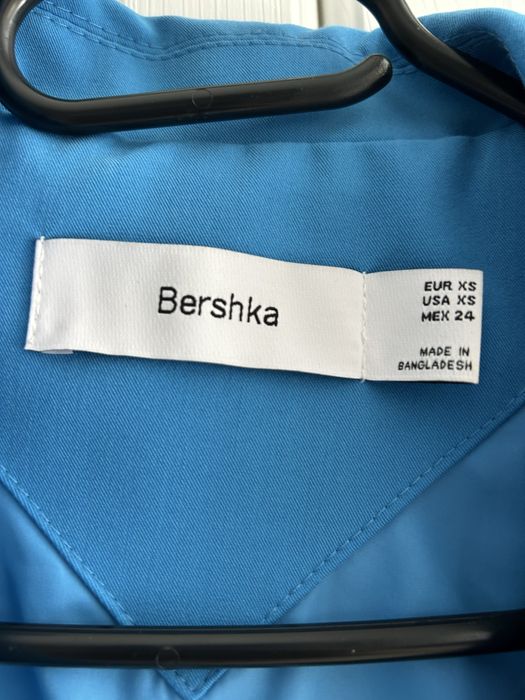 Bershka
EUR XS
USA XS
MEX 24
MADE IN
BANGLADESH